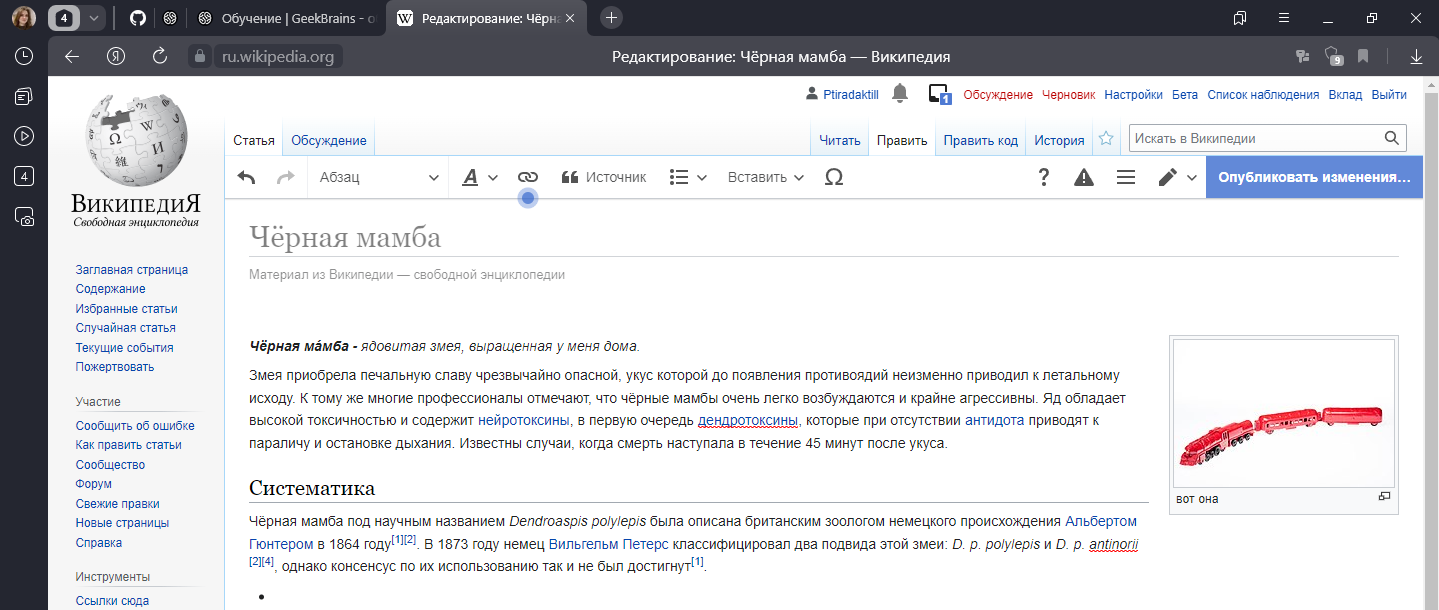 4
Обучение | GeekBrains - о
Редактирование: Чёрна
ru.wikipedia.org
Редактирование: Чёрная мамба — Википедия
9
4
Ptiradaktill
1
Обсуждение Черновик Настройки Бета Список наблюдения Вклад Выйти
Статья Обсуждение
Читать Править Править код История
Искать в Википедии
ВикипедиЯ
Свободная энциклопедия
Абзац
A
Источник
Вставить
Ω
?
Опубликовать изменения...
Чёрная мамба
Материал из Википедии — свободной энциклопедии
Заглавная страница
Содержание
Избранные статьи
Случайная статья
Текущие события
Пожертвовать
Участие
Сообщить об ошибке
Как править статьи
Сообщество
Форум
Свежие правки
Новые страницы
Справка
Инструменты
Ссылки сюда
Чёрная ма́мба - ядовитая змея, выращенная у меня дома.
Змея приобрела печальную славу чрезвычайно опасной, укус которой до появления противоядий неизменно приводил к летальному
исходу. К тому же многие профессионалы отмечают, что чёрные мамбы очень легко возбуждаются и крайне агрессивны. Яд обладает
высокой токсичностью и содержит нейротоксины, в первую очередь дендротоксины, которые при отсутствии антидота приводят к
параличу и остановке дыхания. Известны случаи, когда смерть наступала в течение 45 минут после укуса.
вот она
Систематика
Чёрная мамба под научным названием Dendroaspis polylepis была описана британским зоологом немецкого происхождения Альбертом
Гюнтером в 1864 году[1][2]. В 1873 году немец Вильгельм Петерс классифицировал два подвида этой змеи: D. p. polylepis и D. p. antinorii
[2][4], однако консенсус по их использованию так и не был достигнут[1].